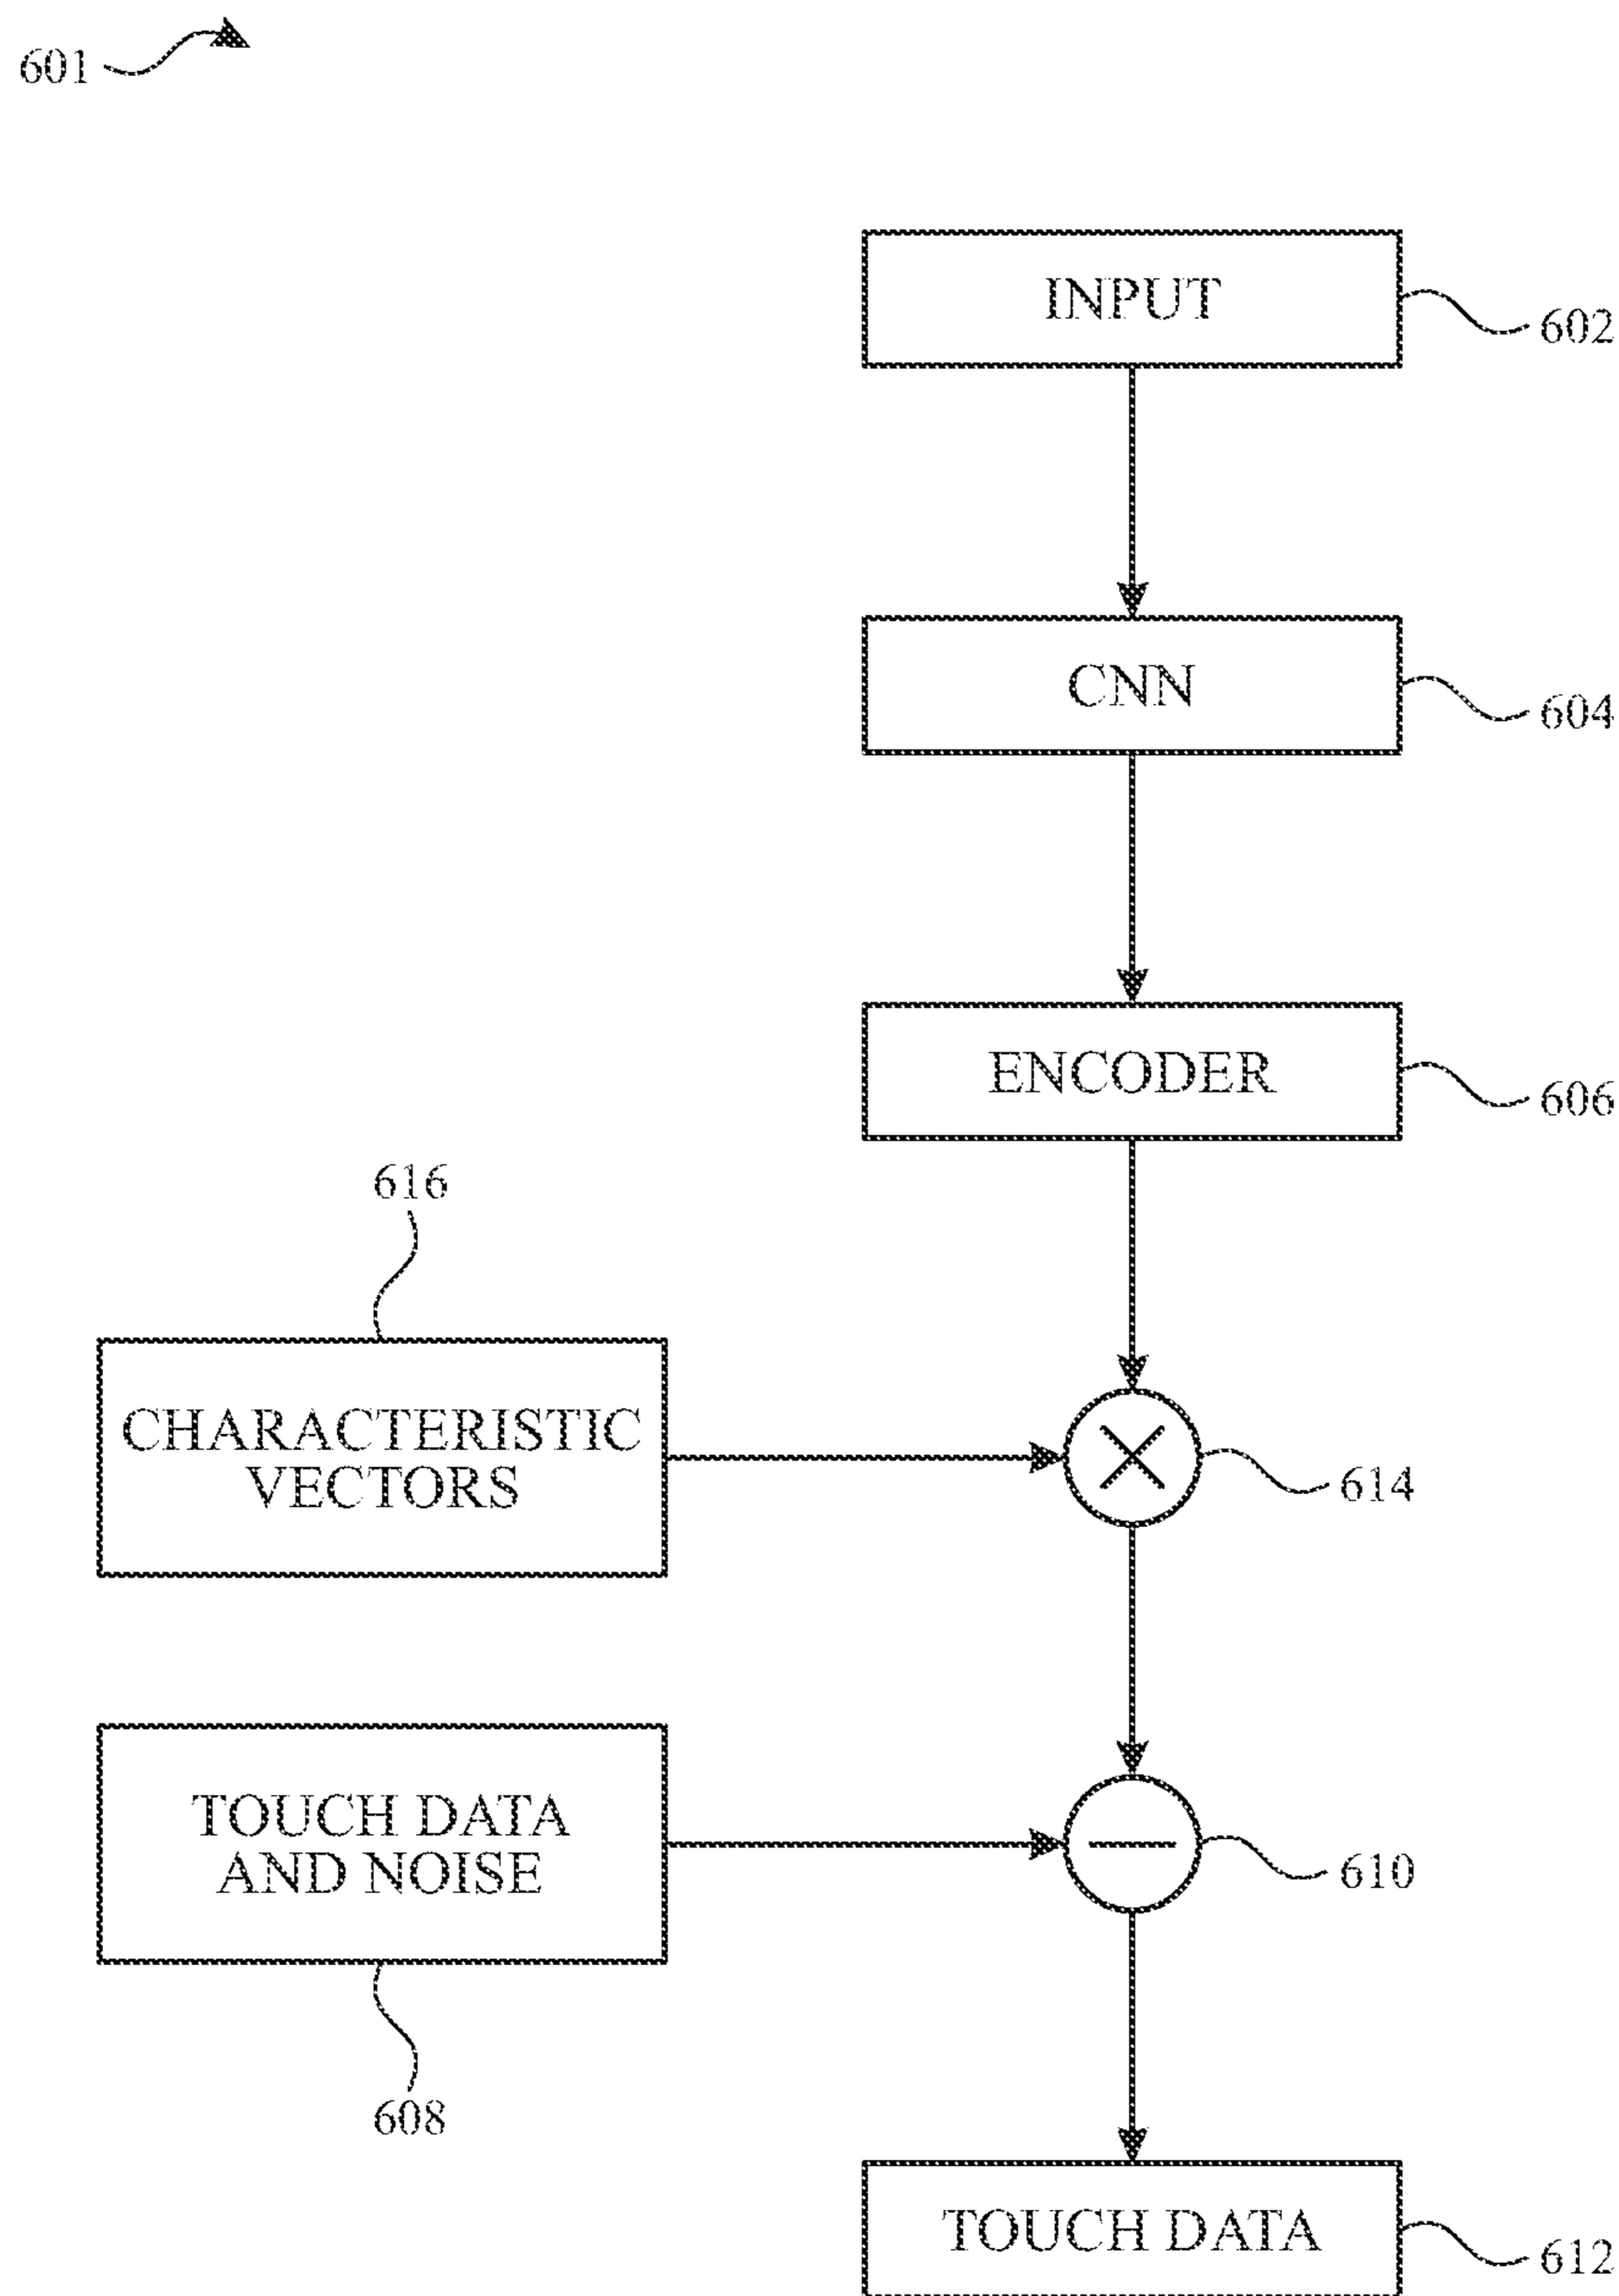 601
INPUT
602
CNN
604
ENCODER
606
616
CHARACTERISTIC
VECTORS
614
TOUCH DATA
AND NOISE
610
608
TOUCH DATA
612